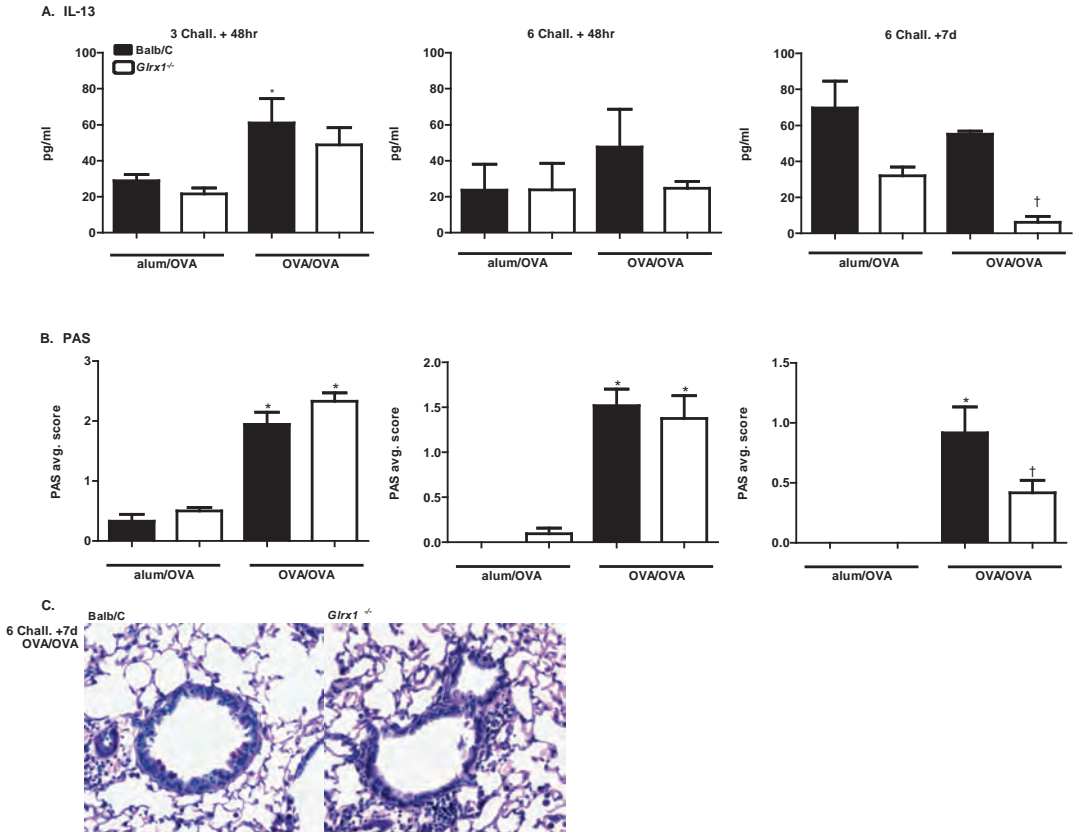 A. IL-13
3 Chall. + 48hr
6 Chall. + 48hr
6 Chall. +7d
Balb/C
Glrx1-/-
pg/ml
100
80
60
40
20
0
*
alum/OVA
OVA/OVA
pg/ml
100
80
60
40
20
0
alum/OVA
OVA/OVA
pg/ml
100
80
60
40
20
0
†
alum/OVA
OVA/OVA
B. PAS
PAS avg. score
3
2
1
0
*
*
alum/OVA
OVA/OVA
PAS avg. score
2.0
1.5
1.0
0.5
0.0
*
*
alum/OVA
OVA/OVA
PAS avg. score
1.5
1.0
0.5
0.0
*
†
alum/OVA
OVA/OVA
C.
Balb/C
Glrx1 -/-
6 Chall. +7d
OVA/OVA